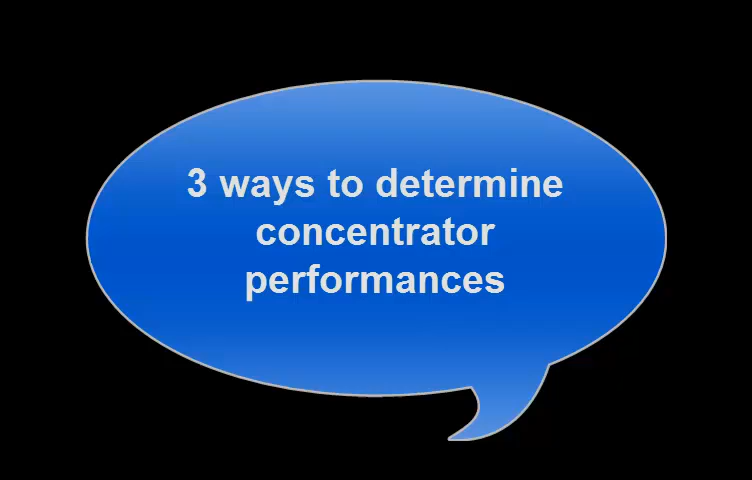 3 ways to determine
concentrator
performances